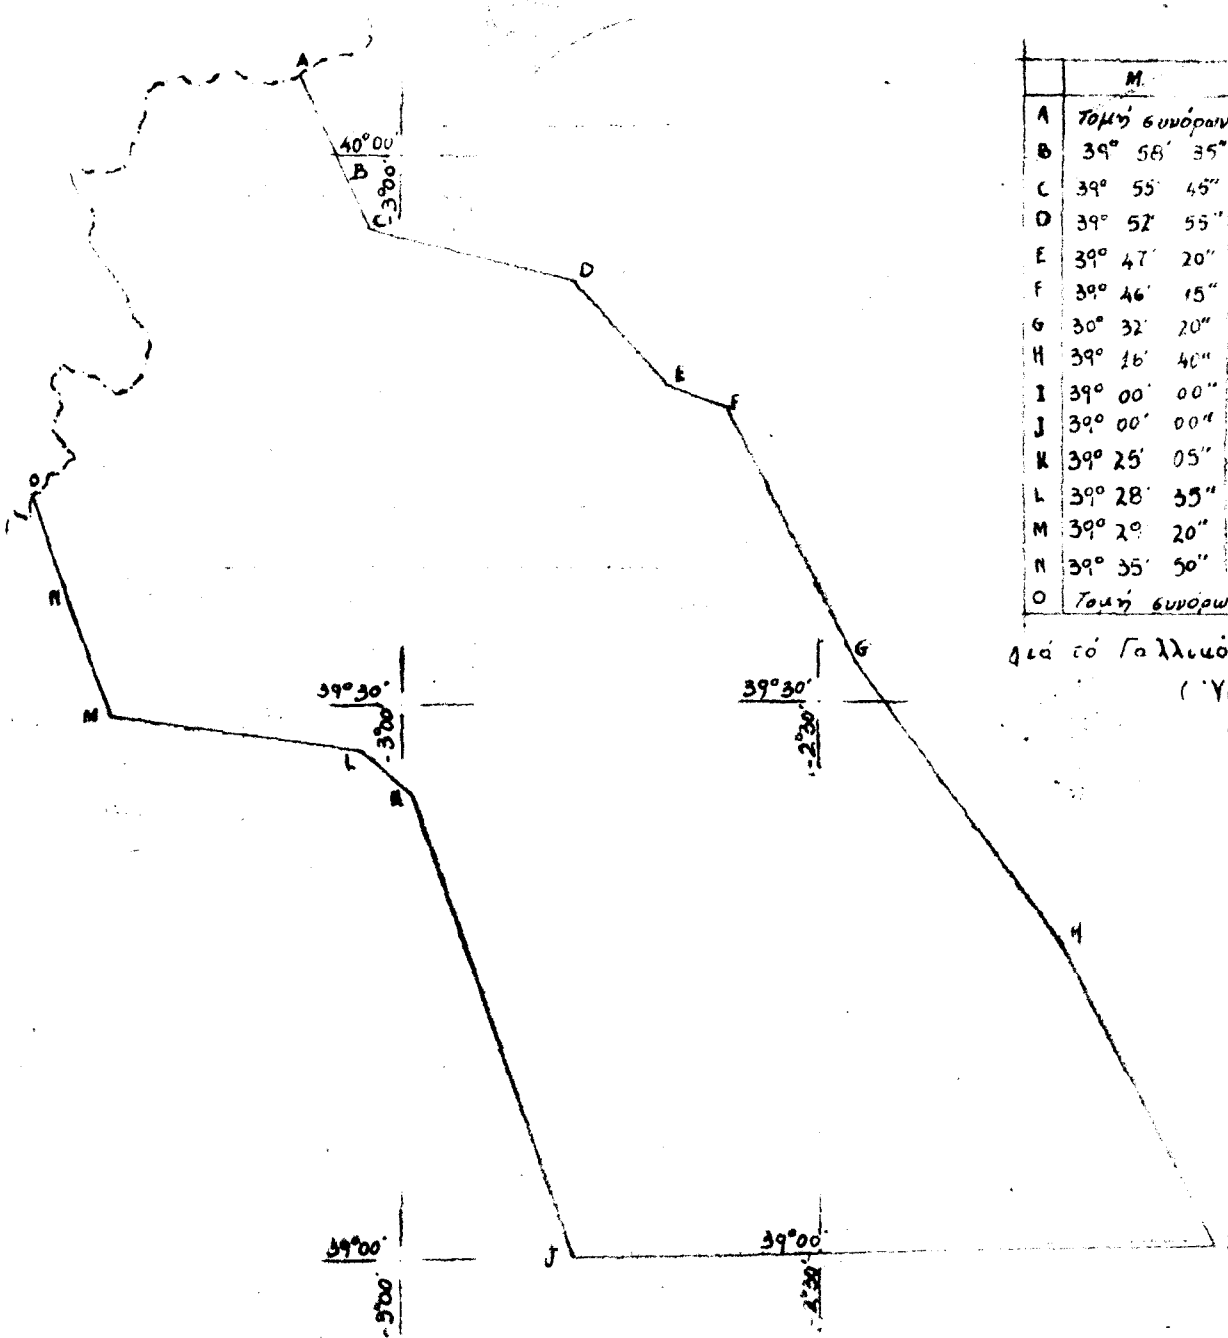 A
M.
A Τομή συνόρων
B 39° 58' 35"
C 39° 55' 45"
D 39° 52' 55"
E 39° 47' 20"
F 39° 46' 15"
G 30° 32' 20"
H 39° 16' 40"
I 39° 00' 00"
J 39° 00' 00"
K 39° 25' 05"
L 39° 28' 35"
M 39° 29' 20"
N 39° 35' 50"
O Τομή συνόρω
Διά τό Γαλλικό
40° 00'
-3°00'
B
C
D
E
F
O
N
G
39° 30'
-3°00'
39° 30'
-2°30'
M
L
K
H
J
39°00'
-3°00'
39°00'
-2°30'